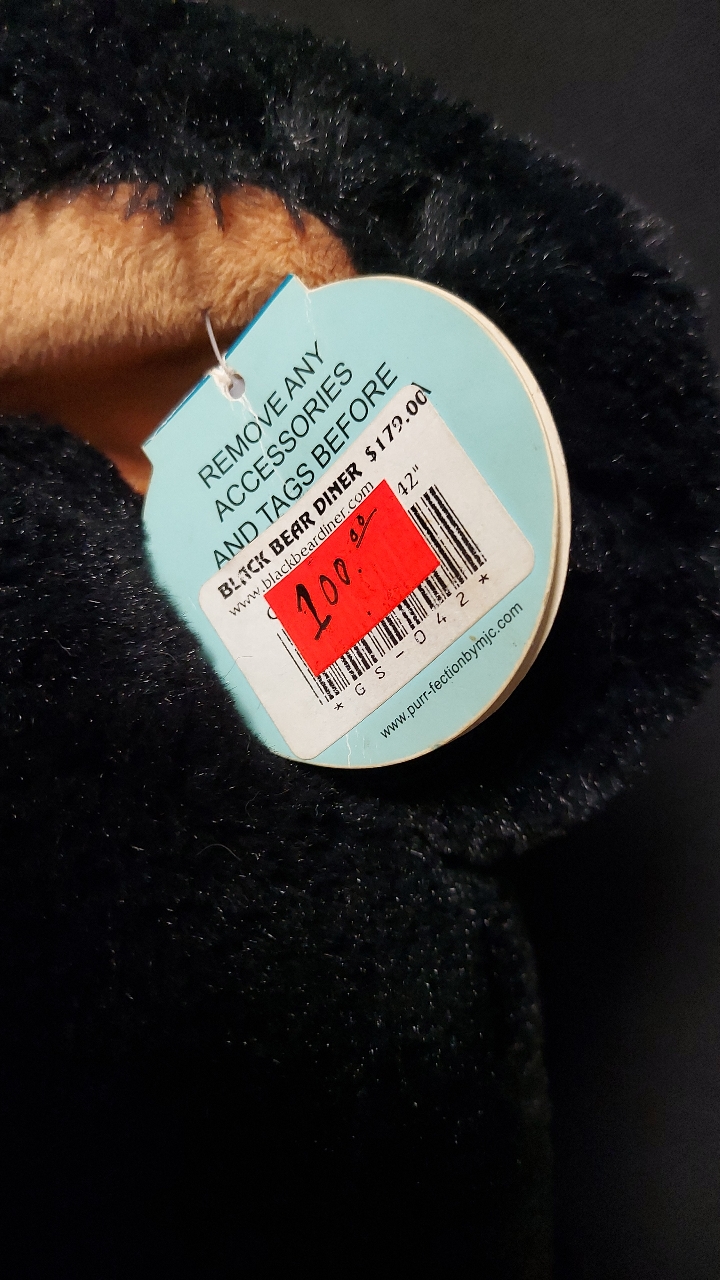 REMOVE ANY
ACCESSORIES
AND TAGS BEFORE
BLACK BEAR DINER $179.00
www.blackbeardiner.com
42"
100.00
*GS-042*
www.purr-fectionbymjc.com